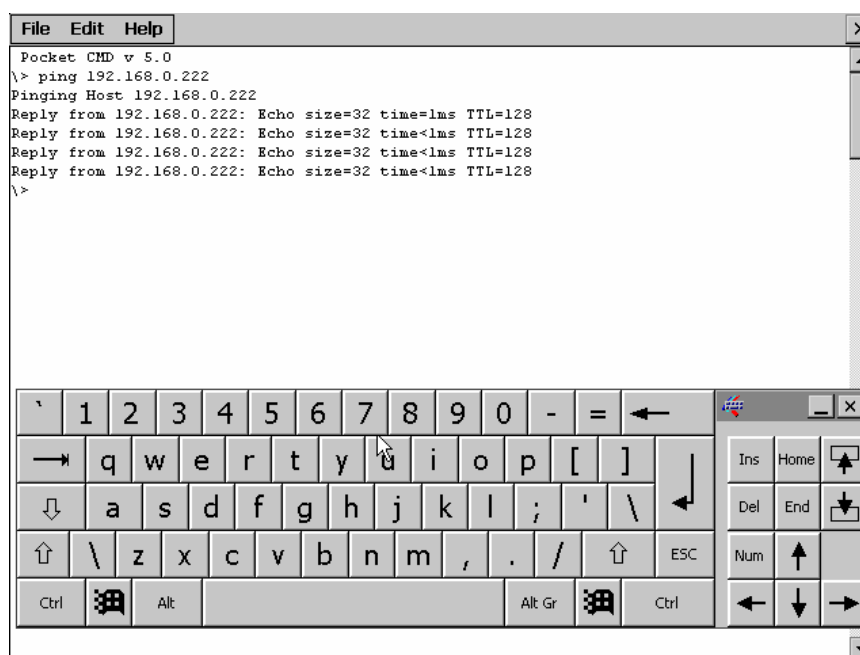 File Edit Help
Pocket CMD v 5.0
\> ping 192.168.0.222
Pinging Host 192.168.0.222
Reply from 192.168.0.222: Echo size=32 time=1ms TTL=128
Reply from 192.168.0.222: Echo size=32 time<1ms TTL=128
Reply from 192.168.0.222: Echo size=32 time<1ms TTL=128
Reply from 192.168.0.222: Echo size=32 time<1ms TTL=128
\>
` 1 2 3 4 5 6 7 8 9 0 - =
q w e r t y u i o p [ ] Ins Home
a s d f g h j k l ; ' \ Del End
\ z x c v b n m , . / ESC Num
Ctrl Alt Alt Gr Ctrl